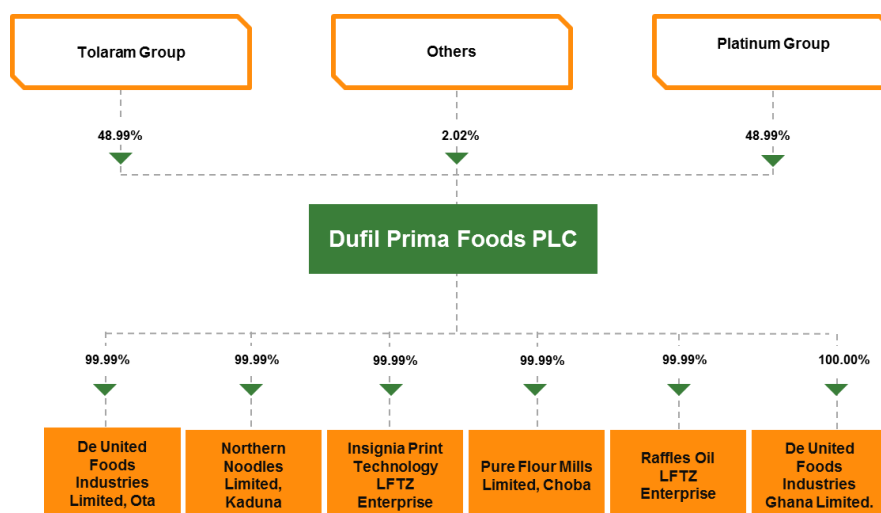 Tolaram Group
Others
Platinum Group
48.99%
2.02%
48.99%
Dufil Prima Foods PLC
99.99%
99.99%
99.99%
99.99%
99.99%
100.00%
De United
Foods
Industries
Limited, Ota
Northern
Noodles
Limited,
Kaduna
Insignia Print
Technology
LFTZ
Enterprise
Pure Flour Mills
Limited, Choba
Raffles Oil
LFTZ
Enterprise
De United
Foods
Industries
Ghana Limited.